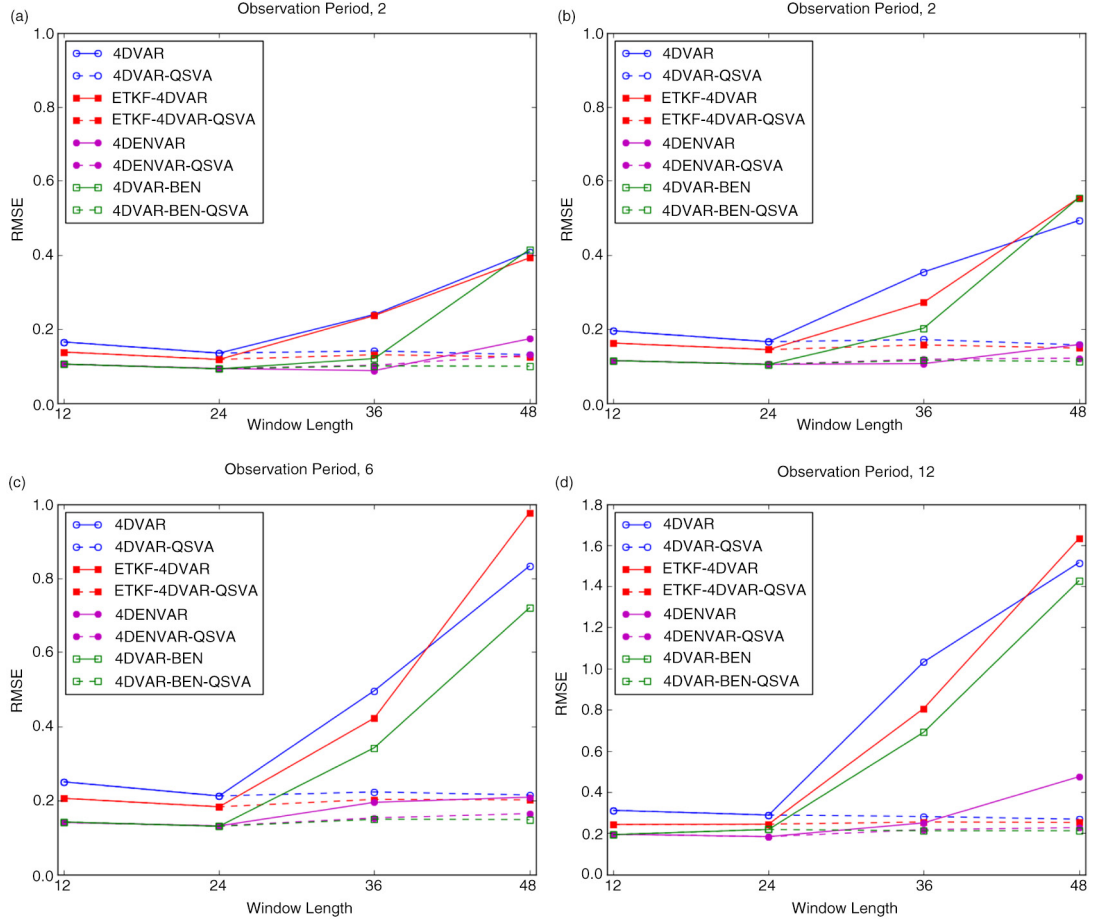 (a)
Observation Period, 2
1.0
0.8
0.6
0.4
0.2
0.0
RMSE
4DVAR
4DVAR-QSVA
ETKF-4DVAR
ETKF-4DVAR-QSVA
4DENVAR
4DENVAR-QSVA
4DVAR-BEN
4DVAR-BEN-QSVA
12
24
36
48
Window Length
(b)
Observation Period, 2
1.0
0.8
0.6
0.4
0.2
0.0
RMSE
4DVAR
4DVAR-QSVA
ETKF-4DVAR
ETKF-4DVAR-QSVA
4DENVAR
4DENVAR-QSVA
4DVAR-BEN
4DVAR-BEN-QSVA
12
24
36
48
Window Length
(c)
Observation Period, 6
1.0
0.8
0.6
0.4
0.2
0.0
RMSE
4DVAR
4DVAR-QSVA
ETKF-4DVAR
ETKF-4DVAR-QSVA
4DENVAR
4DENVAR-QSVA
4DVAR-BEN
4DVAR-BEN-QSVA
12
24
36
48
Window Length
(d)
Observation Period, 12
1.8
1.6
1.4
1.2
1.0
0.8
0.6
0.4
0.2
0.0
RMSE
4DVAR
4DVAR-QSVA
ETKF-4DVAR
ETKF-4DVAR-QSVA
4DENVAR
4DENVAR-QSVA
4DVAR-BEN
4DVAR-BEN-QSVA
12
24
36
48
Window Length